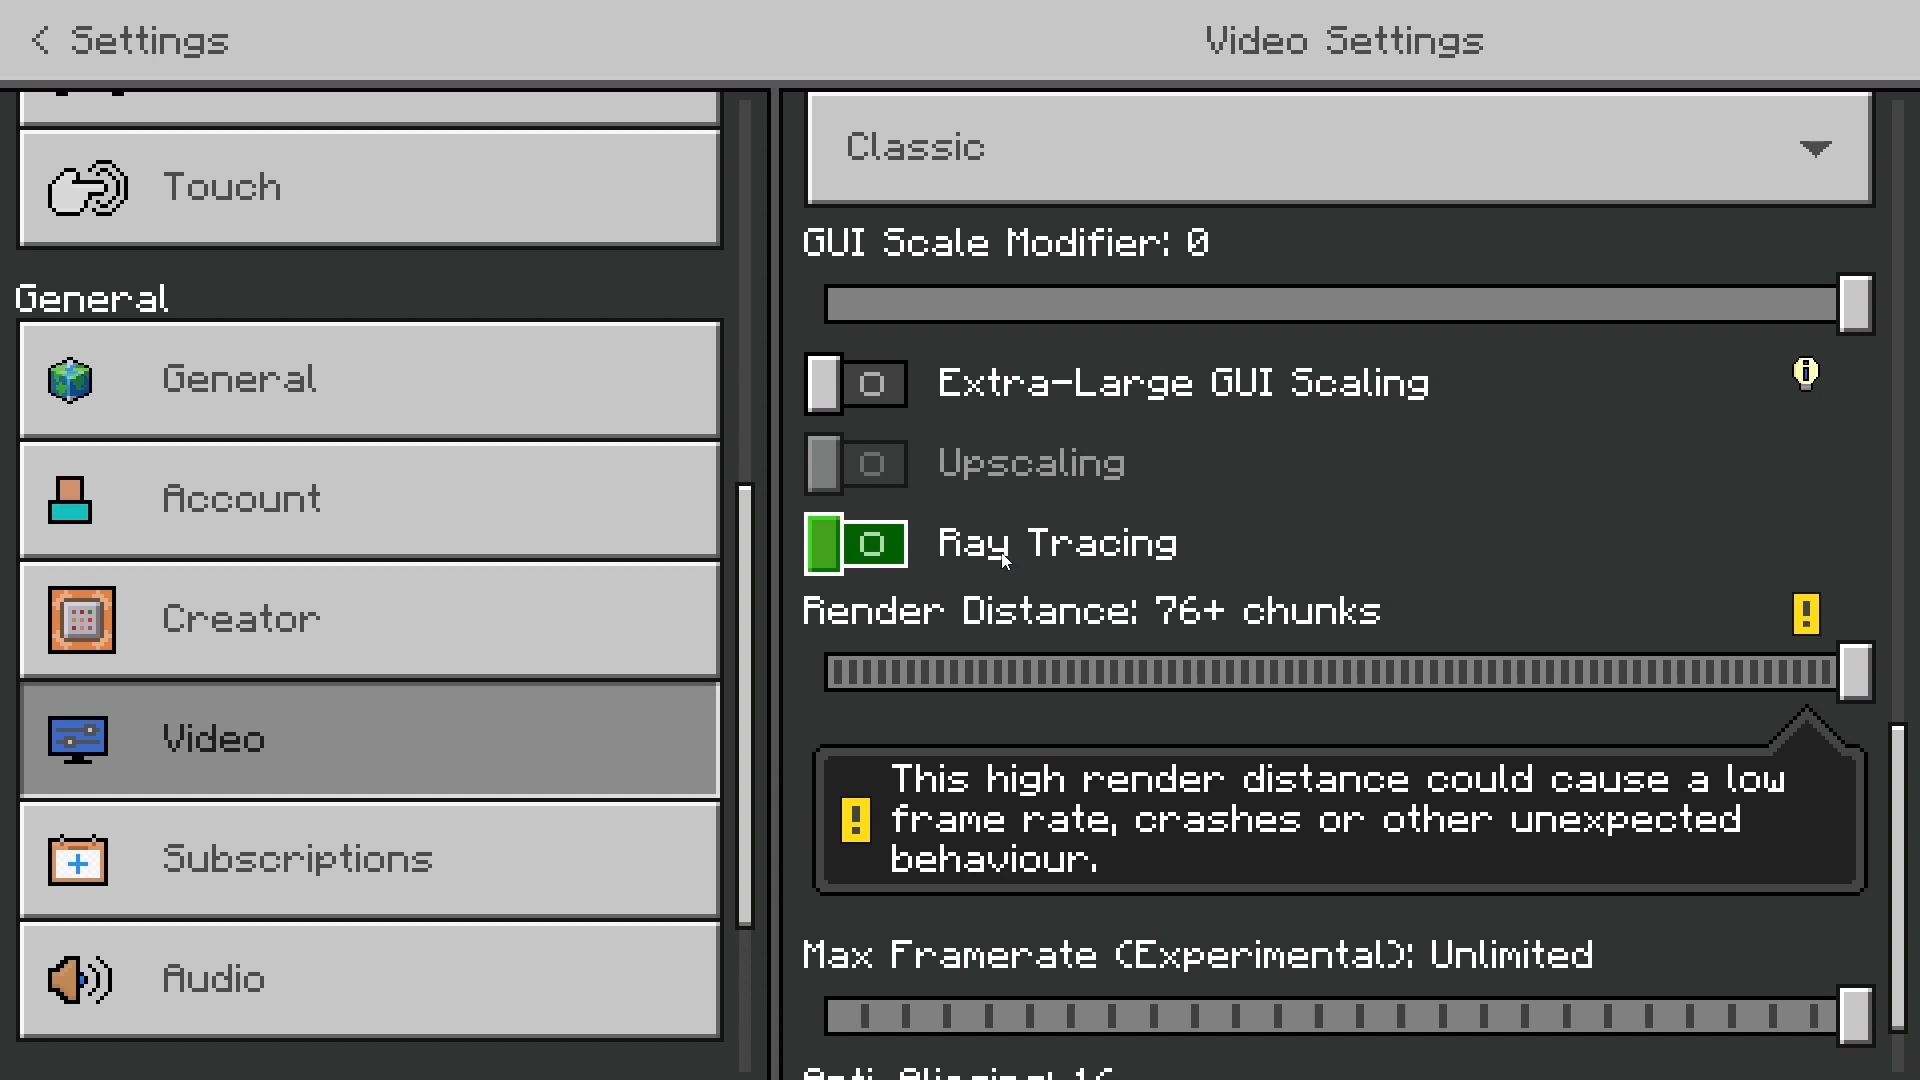 Settings
Video Settings
Touch
General
General
Account
Creator
Video
Subscriptions
Audio
Classic
GUI Scale Modifier: 0
Extra-Large GUI Scaling
Upscaling
Ray Tracing
Render Distance: 76+ chunks
This high render distance could cause a low
frame rate, crashes or other unexpected
behaviour.
Max Framerate (Experimental): Unlimited